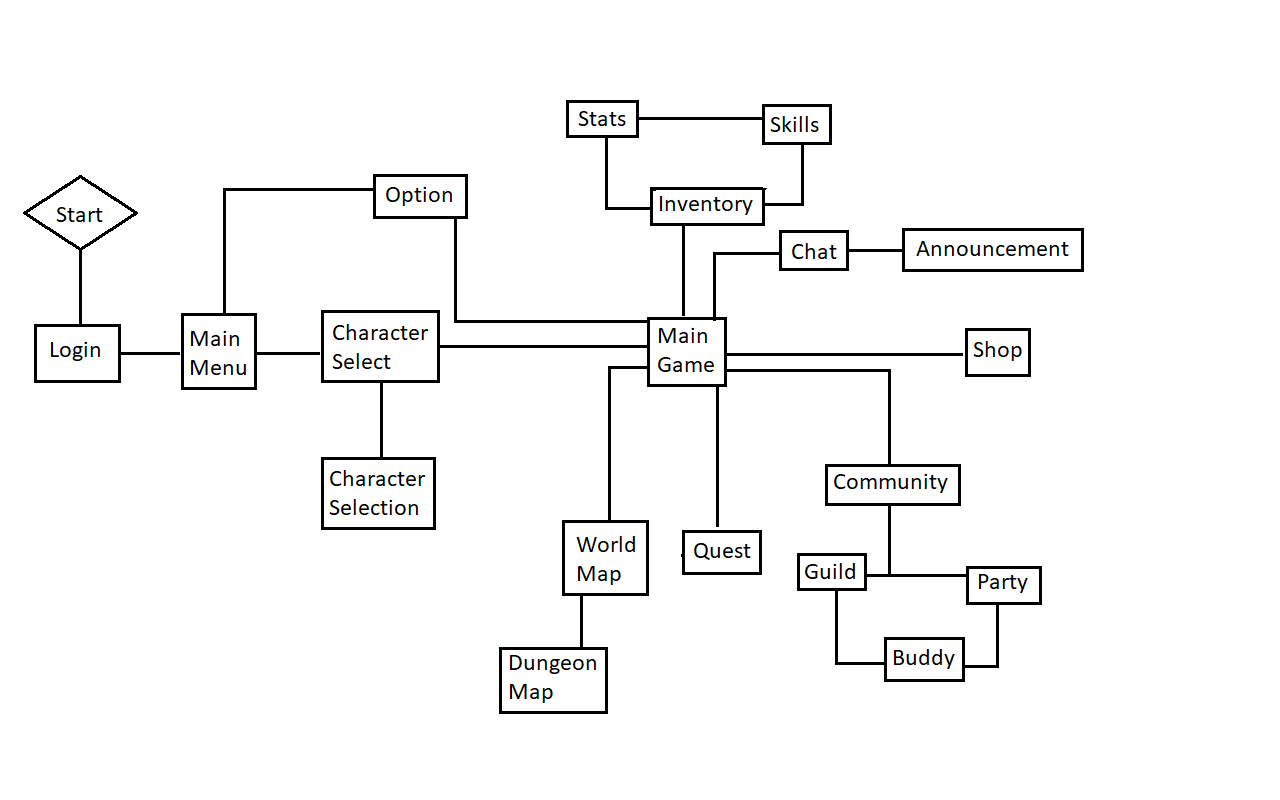 Stats
Skills
Option
Inventory
Start
Chat
Announcement
Login
Main
Menu
Character
Select
Main
Game
Shop
Character
Selection
Community
World
Map
Quest
Guild
Party
Buddy
Dungeon
Map